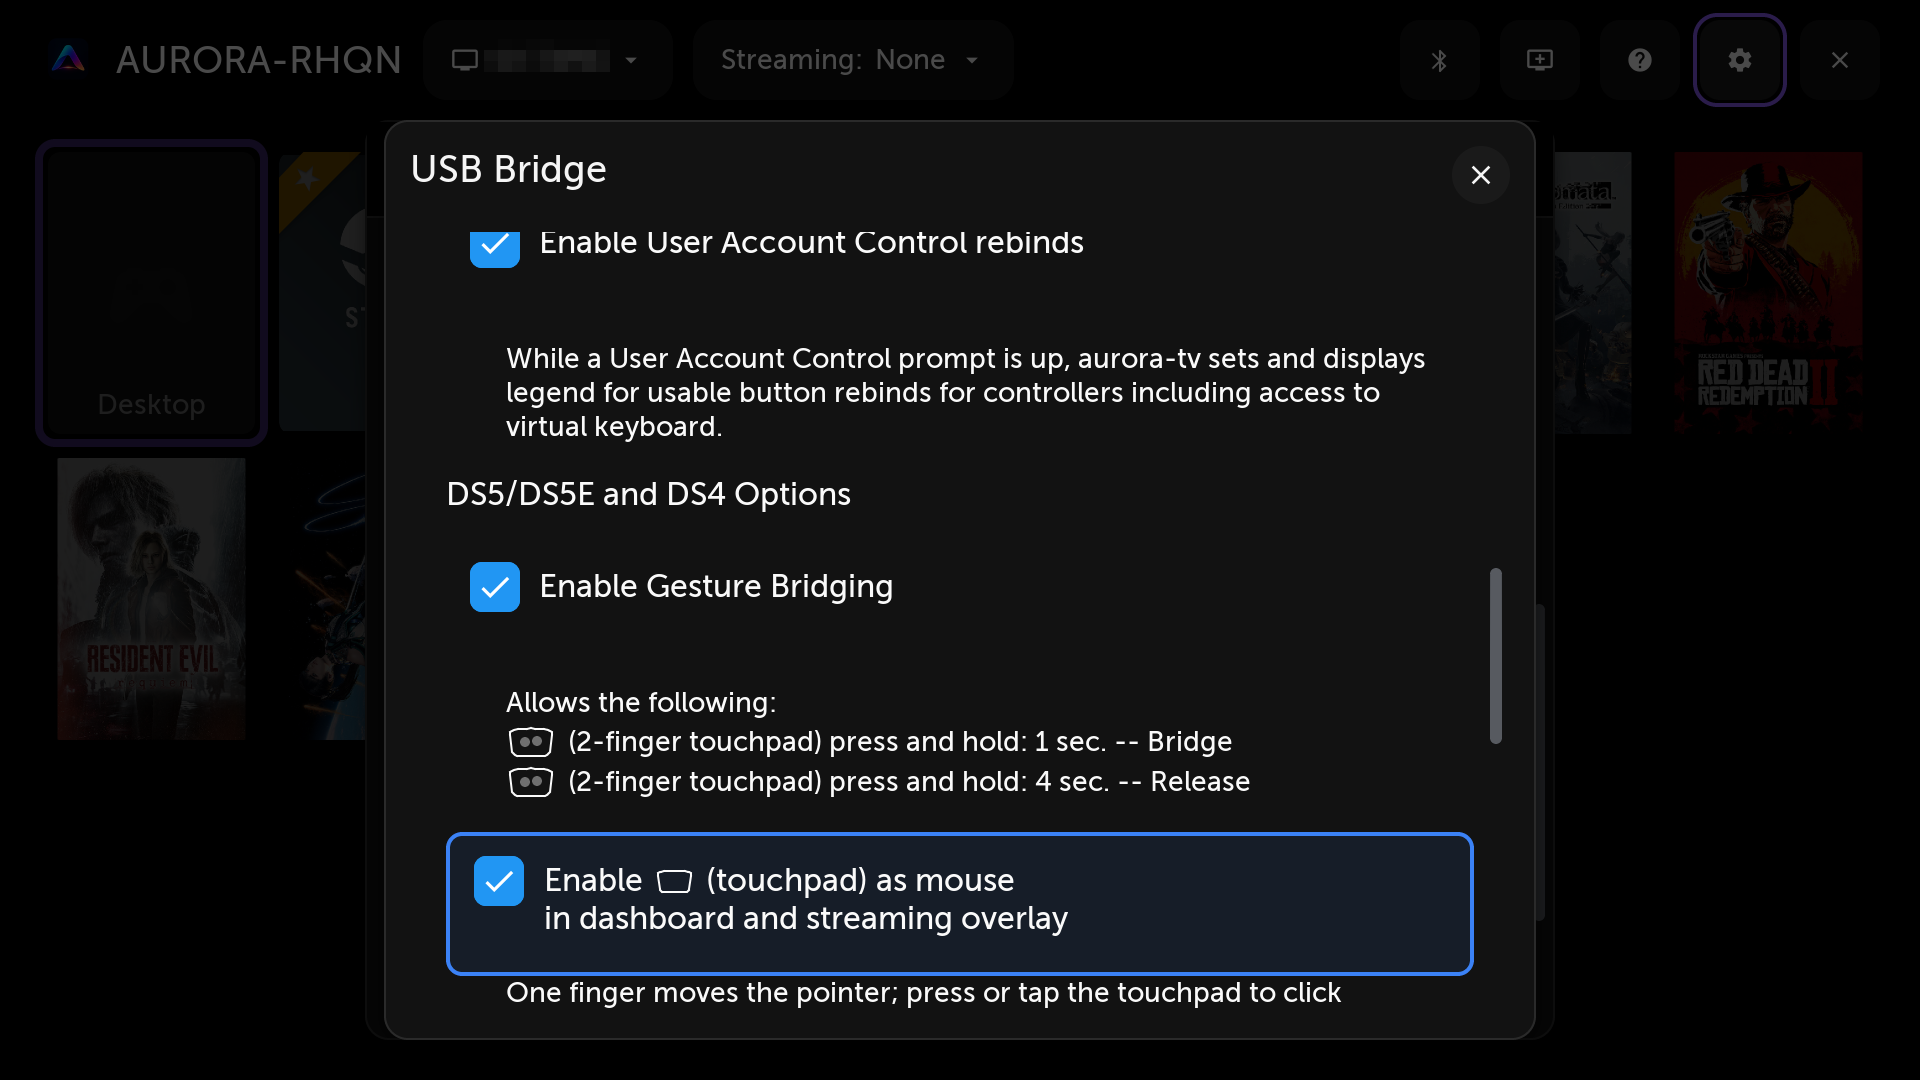 AURORA-RHQN
Streaming: None
USB Bridge
Enable User Account Control rebinds
While a User Account Control prompt is up, aurora-tv sets and displays
legend for usable button rebinds for controllers including access to
virtual keyboard.
DS5/DS5E and DS4 Options
Enable Gesture Bridging
Allows the following:
(2-finger touchpad) press and hold: 1 sec. -- Bridge
(2-finger touchpad) press and hold: 4 sec. -- Release
Enable (touchpad) as mouse
in dashboard and streaming overlay
One finger moves the pointer; press or tap the touchpad to click
Desktop
ST
RED DEAD
REDEMPTION II
RESIDENT EVIL